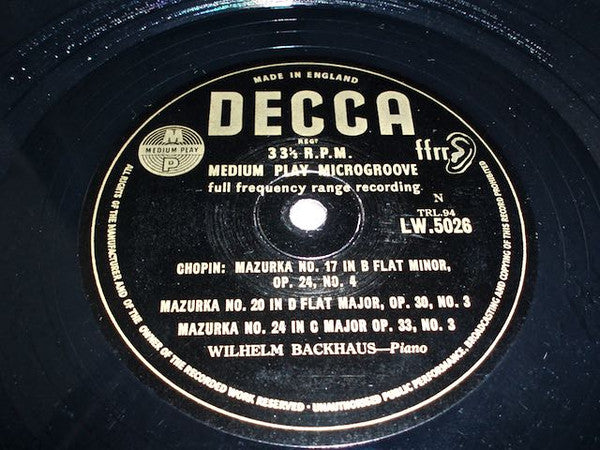 MADE IN ENGLAND
DECCA
REGD
33⅓ R.P.M.
MEDIUM PLAY
M
P
ffrr
MEDIUM PLAY MICROGROOVE
full frequency range recording
N
TRL.94
LW.5026
CHOPIN: MAZURKA NO. 17 IN B FLAT MINOR,
OP. 24, NO. 4
MAZURKA NO. 20 IN D FLAT MAJOR, OP. 30, NO. 3
MAZURKA NO. 24 IN C MAJOR OP. 33, NO. 3
WILHELM BACKHAUS—Piano
ALL RIGHTS OF THE MANUFACTURER AND OF THE OWNER OF THE RECORDED WORK RESERVED · UNAUTHORISED PUBLIC PERFORMANCE, BROADCASTING AND COPYING OF THIS RECORD PROHIBITED